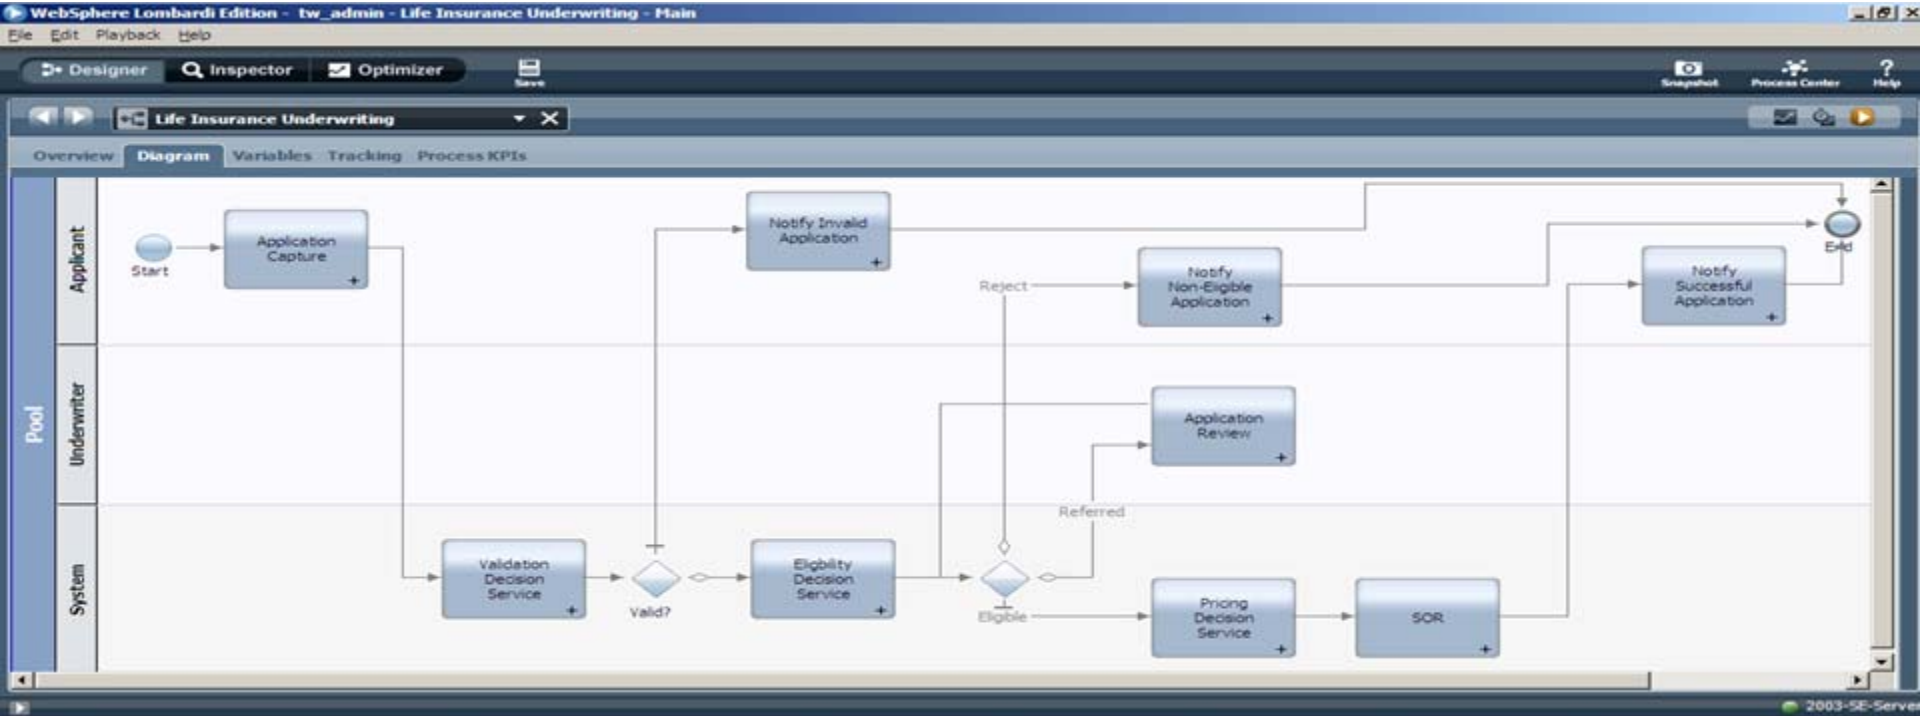 WebSphere Lombardi Edition - tw_admin - Life Insurance Underwriting - Main
File Edit Playback Help
Designer Inspector Optimizer Save Snapshot Process Center Help
Life Insurance Underwriting
Overview Diagram Variables Tracking Process KPIs
Pool
Applicant
Start
Application
Capture
Notify Invalid
Application
Reject
Notify
Non-Eligible
Application
Notify
Successful
Application
End
Underwriter
Application
Review
Referred
System
Validation
Decision
Service
Valid?
Eligbility
Decision
Service
Eligible
Pricing
Decision
Service
SOR
2003-SE-Server